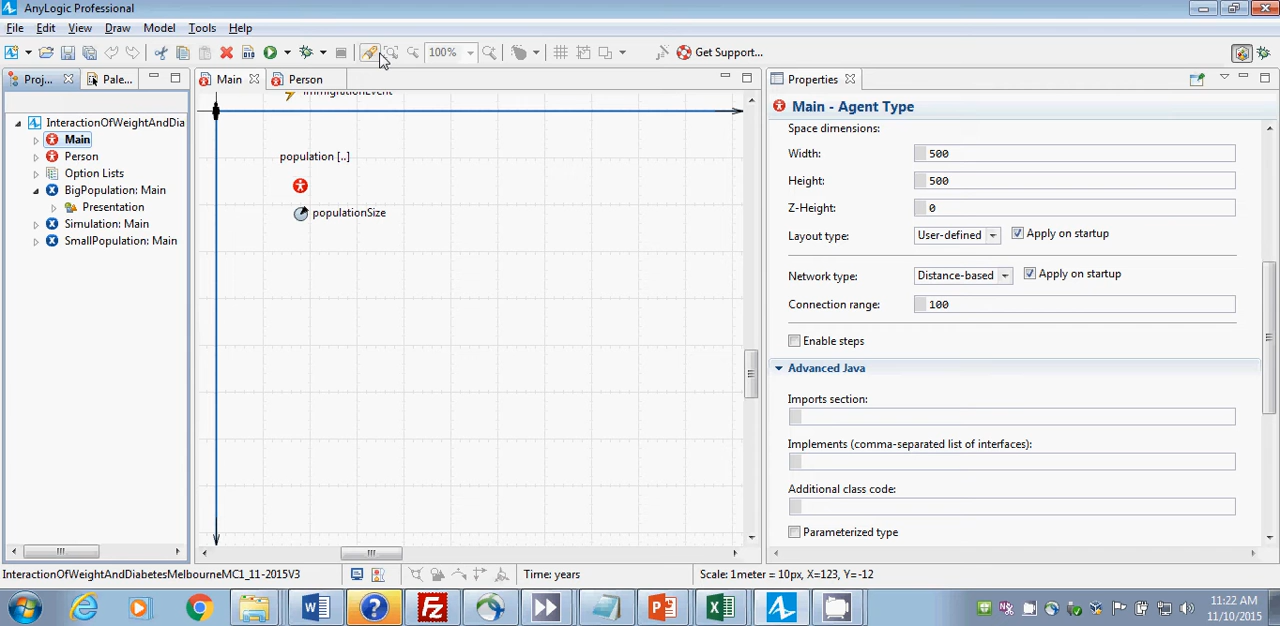 AnyLogic Professional
File Edit View Draw Model Tools Help
100% Get Support...
Proj... Pale...
InteractionOfWeightAndDia
Main
Person
Option Lists
BigPopulation: Main
Presentation
Simulation: Main
SmallPopulation: Main
Main Person
ImmigrationEvent
population [..]
populationSize
Properties
Main - Agent Type
Space dimensions:
Width: 500
Height: 500
Z-Height: 0
Layout type: User-defined Apply on startup
Network type: Distance-based Apply on startup
Connection range: 100
Enable steps
Advanced Java
Imports section:
Implements (comma-separated list of interfaces):
Additional class code:
Parameterized type
InteractionOfWeightAndDiabetesMelbourneMC1_11-2015V3 Time: years Scale: 1meter = 10px, X=123, Y=-12
11:22 AM
11/10/2015